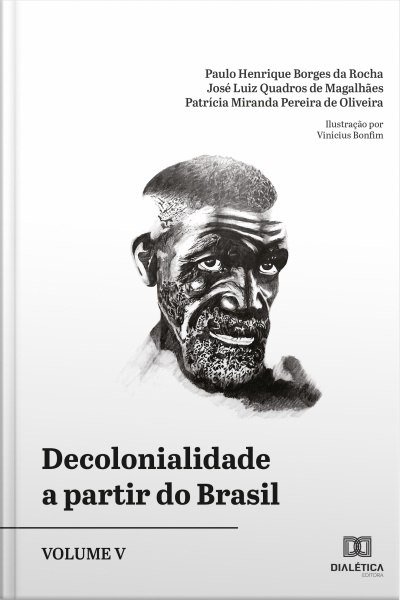 Paulo Henrique Borges da Rocha
José Luiz Quadros de Magalhães
Patrícia Miranda Pereira de Oliveira
Ilustração por
Vinicius Bonfim
Decolonialidade
a partir do Brasil
VOLUME V
DIALÉTICA
EDITORA